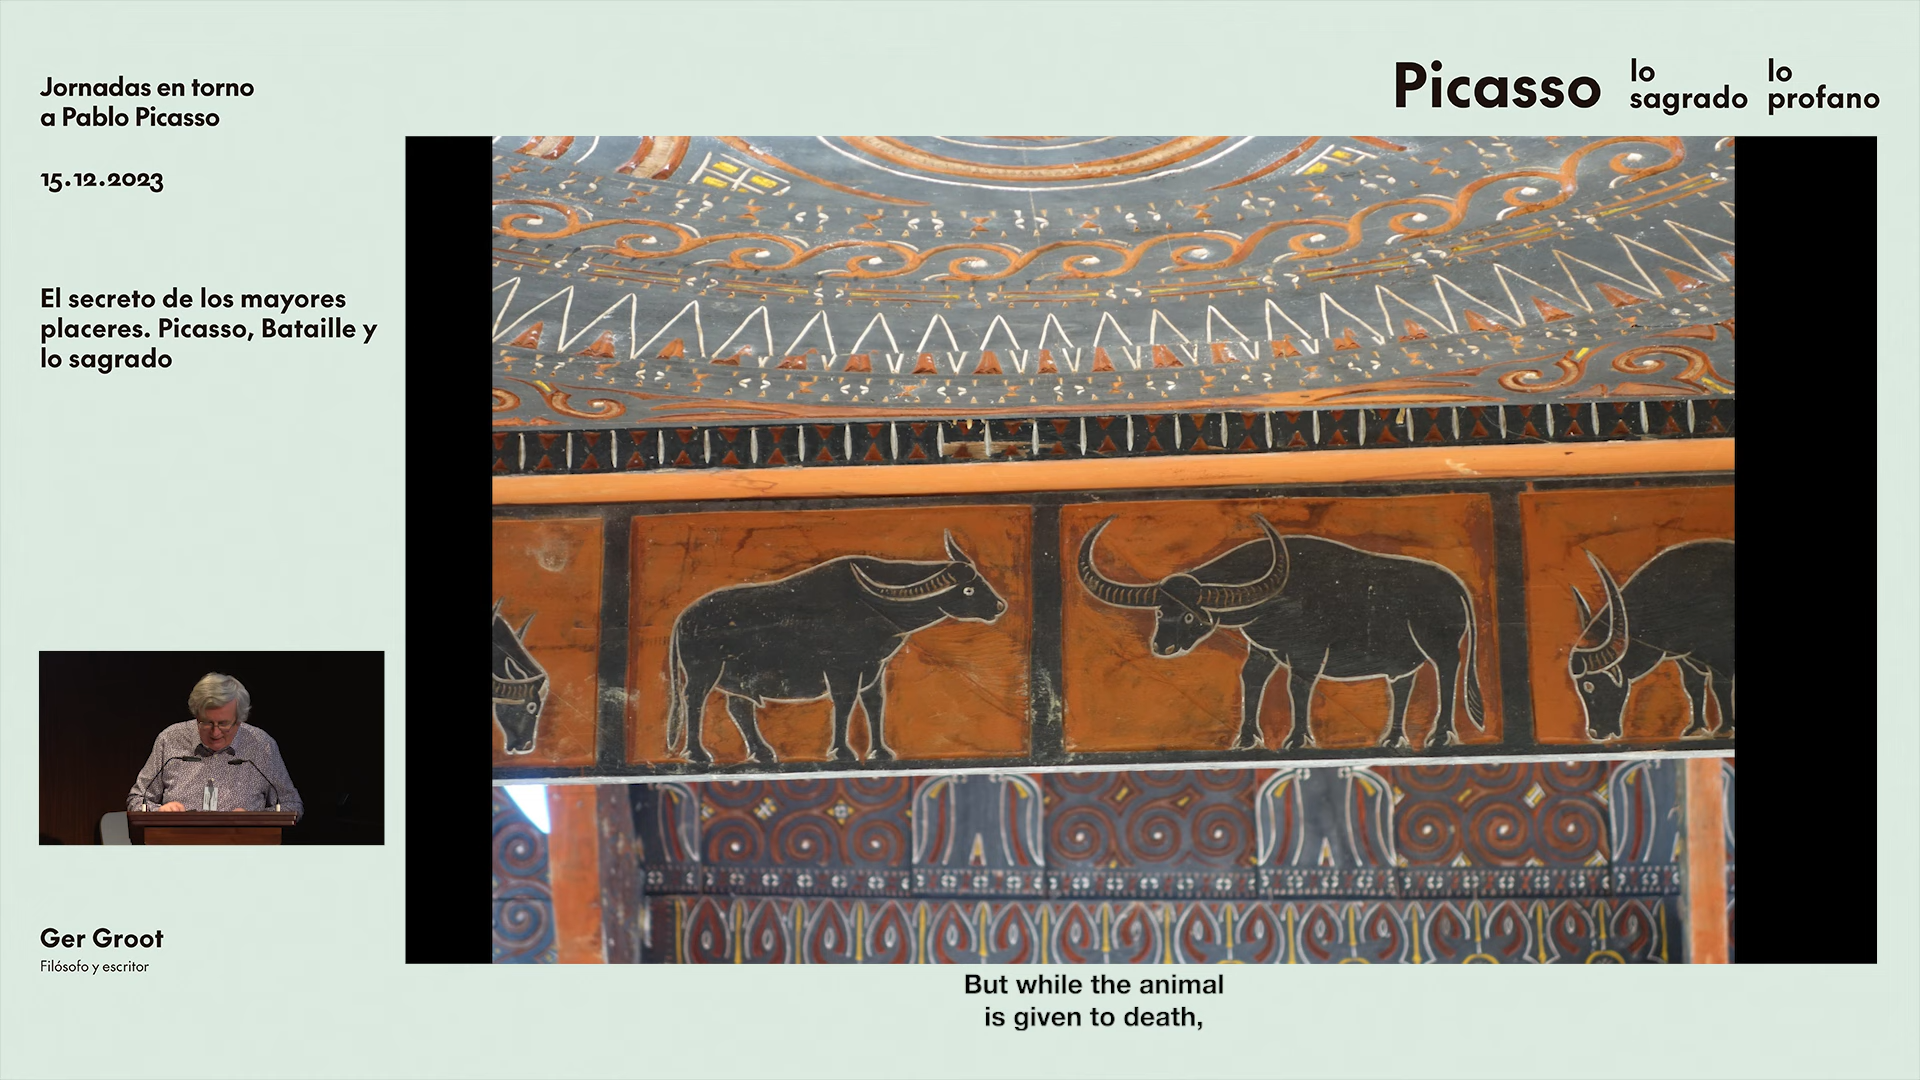 Jornadas en torno
a Pablo Picasso
15.12.2023
El secreto de los mayores
placeres. Picasso, Bataille y
lo sagrado
Ger Groot
Filósofo y escritor
Picasso
lo
sagrado
lo
profano
But while the animal
is given to death,